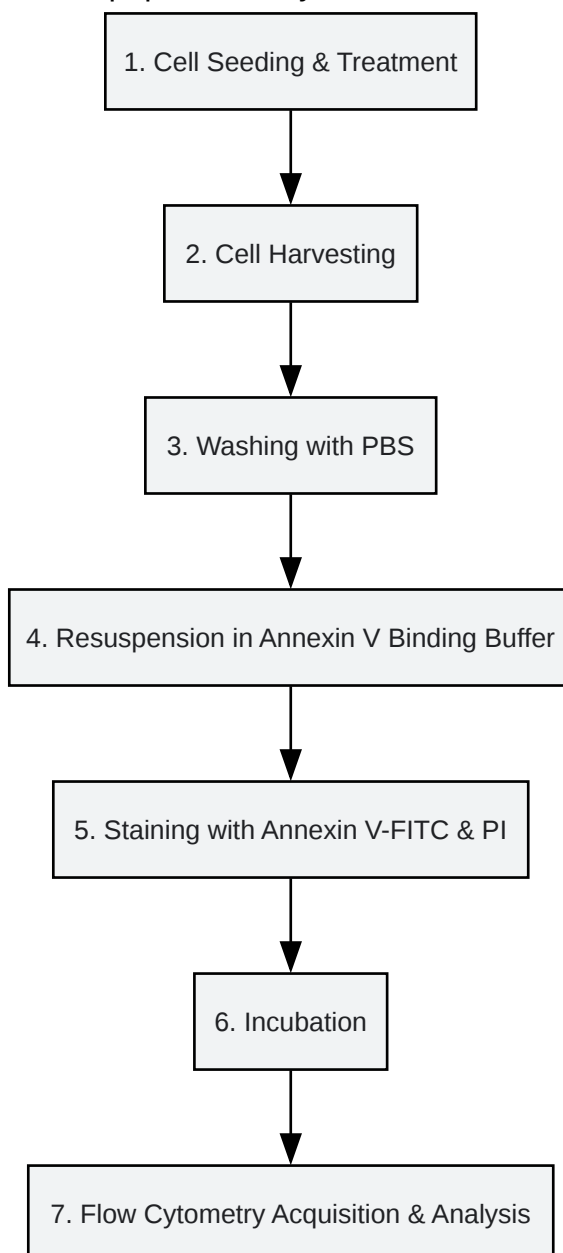 1. Cell Seeding & Treatment
2. Cell Harvesting
3. Washing with PBS
4. Resuspension in Annexin V Binding Buffer
5. Staining with Annexin V-FITC & PI
6. Incubation
7. Flow Cytometry Acquisition & Analysis